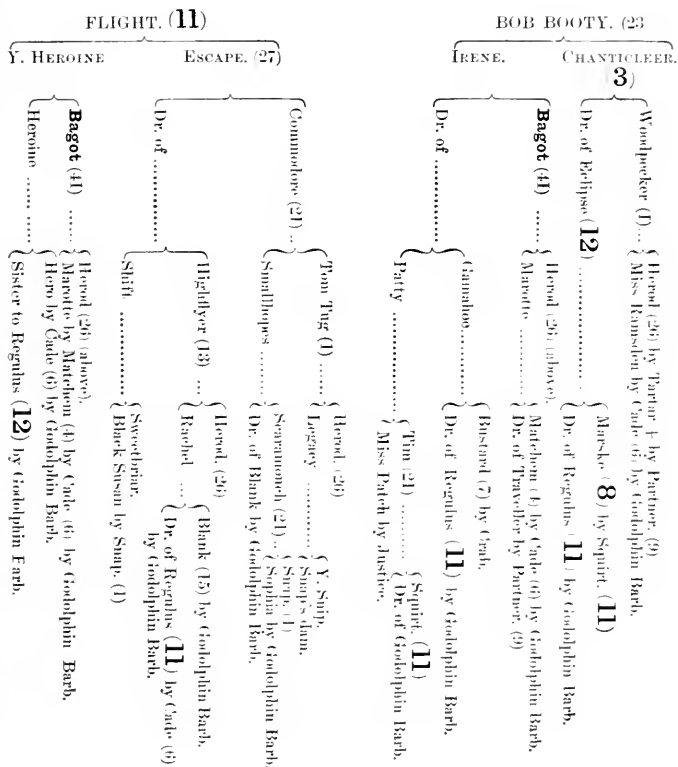 FLIGHT. (11)
Y. HEROINE ESCAPE. (27)
Bagot (41) ......
Heroine ...... ......
Herod (26) (above).
Marotte by Matchem (4) by Cade (6) by Godolphin Barb.
Hero by Cade (6) by Godolphin Barb.
Sister to Regulus (12) by Godolphin Earb.
Commodore (21) ...
Dr. of ............
Tom Tug (1) ......
Smallhopes .........
Highflyer (13) ...
Shift ............
Herod. (26)
Legacy ............
Y. Snip.
Snap's dam.
Scaramouch (21) ...
Snap. (1)
Sophia by Godolphin Barb.
Dr. of Blank by Godolphin Barb.
Herod. (26)
Rachel ...
Blank (15) by Godolphin Barb.
Dr. of Regulus (11) by Cade (6)
by Godolphin Barb.
Sweetbriar.
Black Susan by Snap. (1)
BOB BOOTY. (23
IRENE. CHANTICLEER.
3)
Bagot (41) ......
Dr. of ............
Herod (26) (above).
Marotte ............
Matchem (4) by Cade (6) by Godolphin Barb.
Dr. of Traveller by Partner. (9)
Gamahoe............
Patty ...............
Bustard (7) by Crab.
Dr. of Regulus (11) by Godolphin Barb.
Tim (21) .........
Miss Patch by Justice.
Squirt. (11)
Dr. of Godolphin Barb.
Woodpecker (1)...
Dr. of Eclipse (12) ...............
Herod (26) by Tartar + by Partner. (9)
Miss Ramsden by Cade (6) by Godolphin Barb.
Marske (8) by Squirt. (11)
Dr. of Regulus (11) by Godolphin Barb.